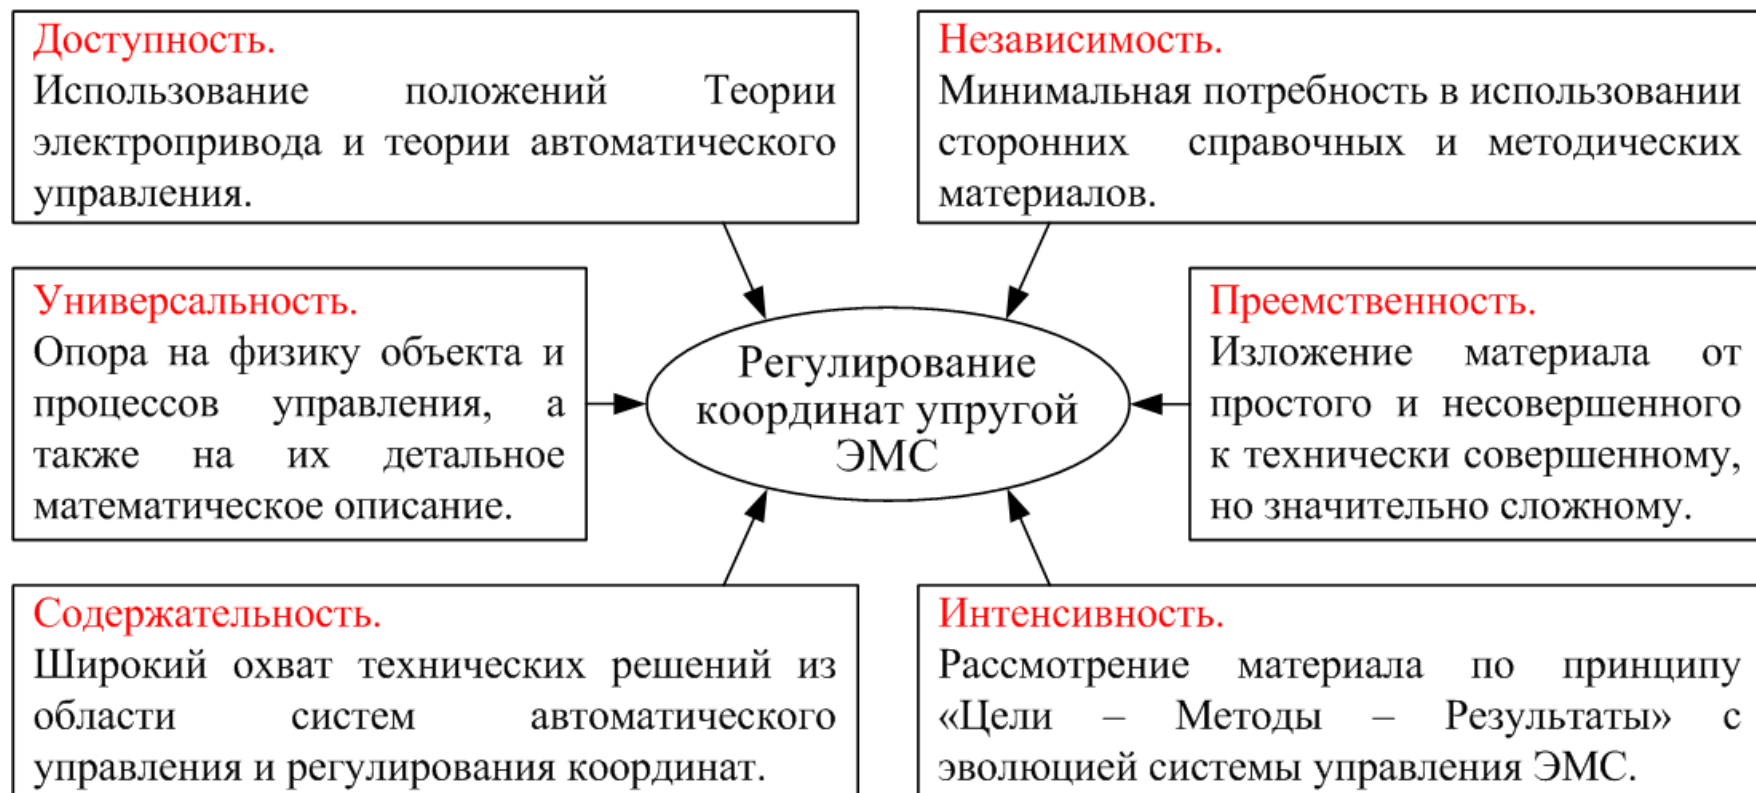 Доступность.
Использование положений Теории
электропривода и теории автоматического
управления.
Независимость.
Минимальная потребность в использовании
сторонних справочных и методических
материалов.
Универсальность.
Опора на физику объекта и
процессов управления, а
также на их детальное
математическое описание.
Регулирование
координат упругой
ЭМС
Преемственность.
Изложение материала от
простого и несовершенного
к технически совершенному,
но значительно сложному.
Содержательность.
Широкий охват технических решений из
области систем автоматического
управления и регулирования координат.
Интенсивность.
Рассмотрение материала по принципу
«Цели – Методы – Результаты» с
эволюцией системы управления ЭМС.